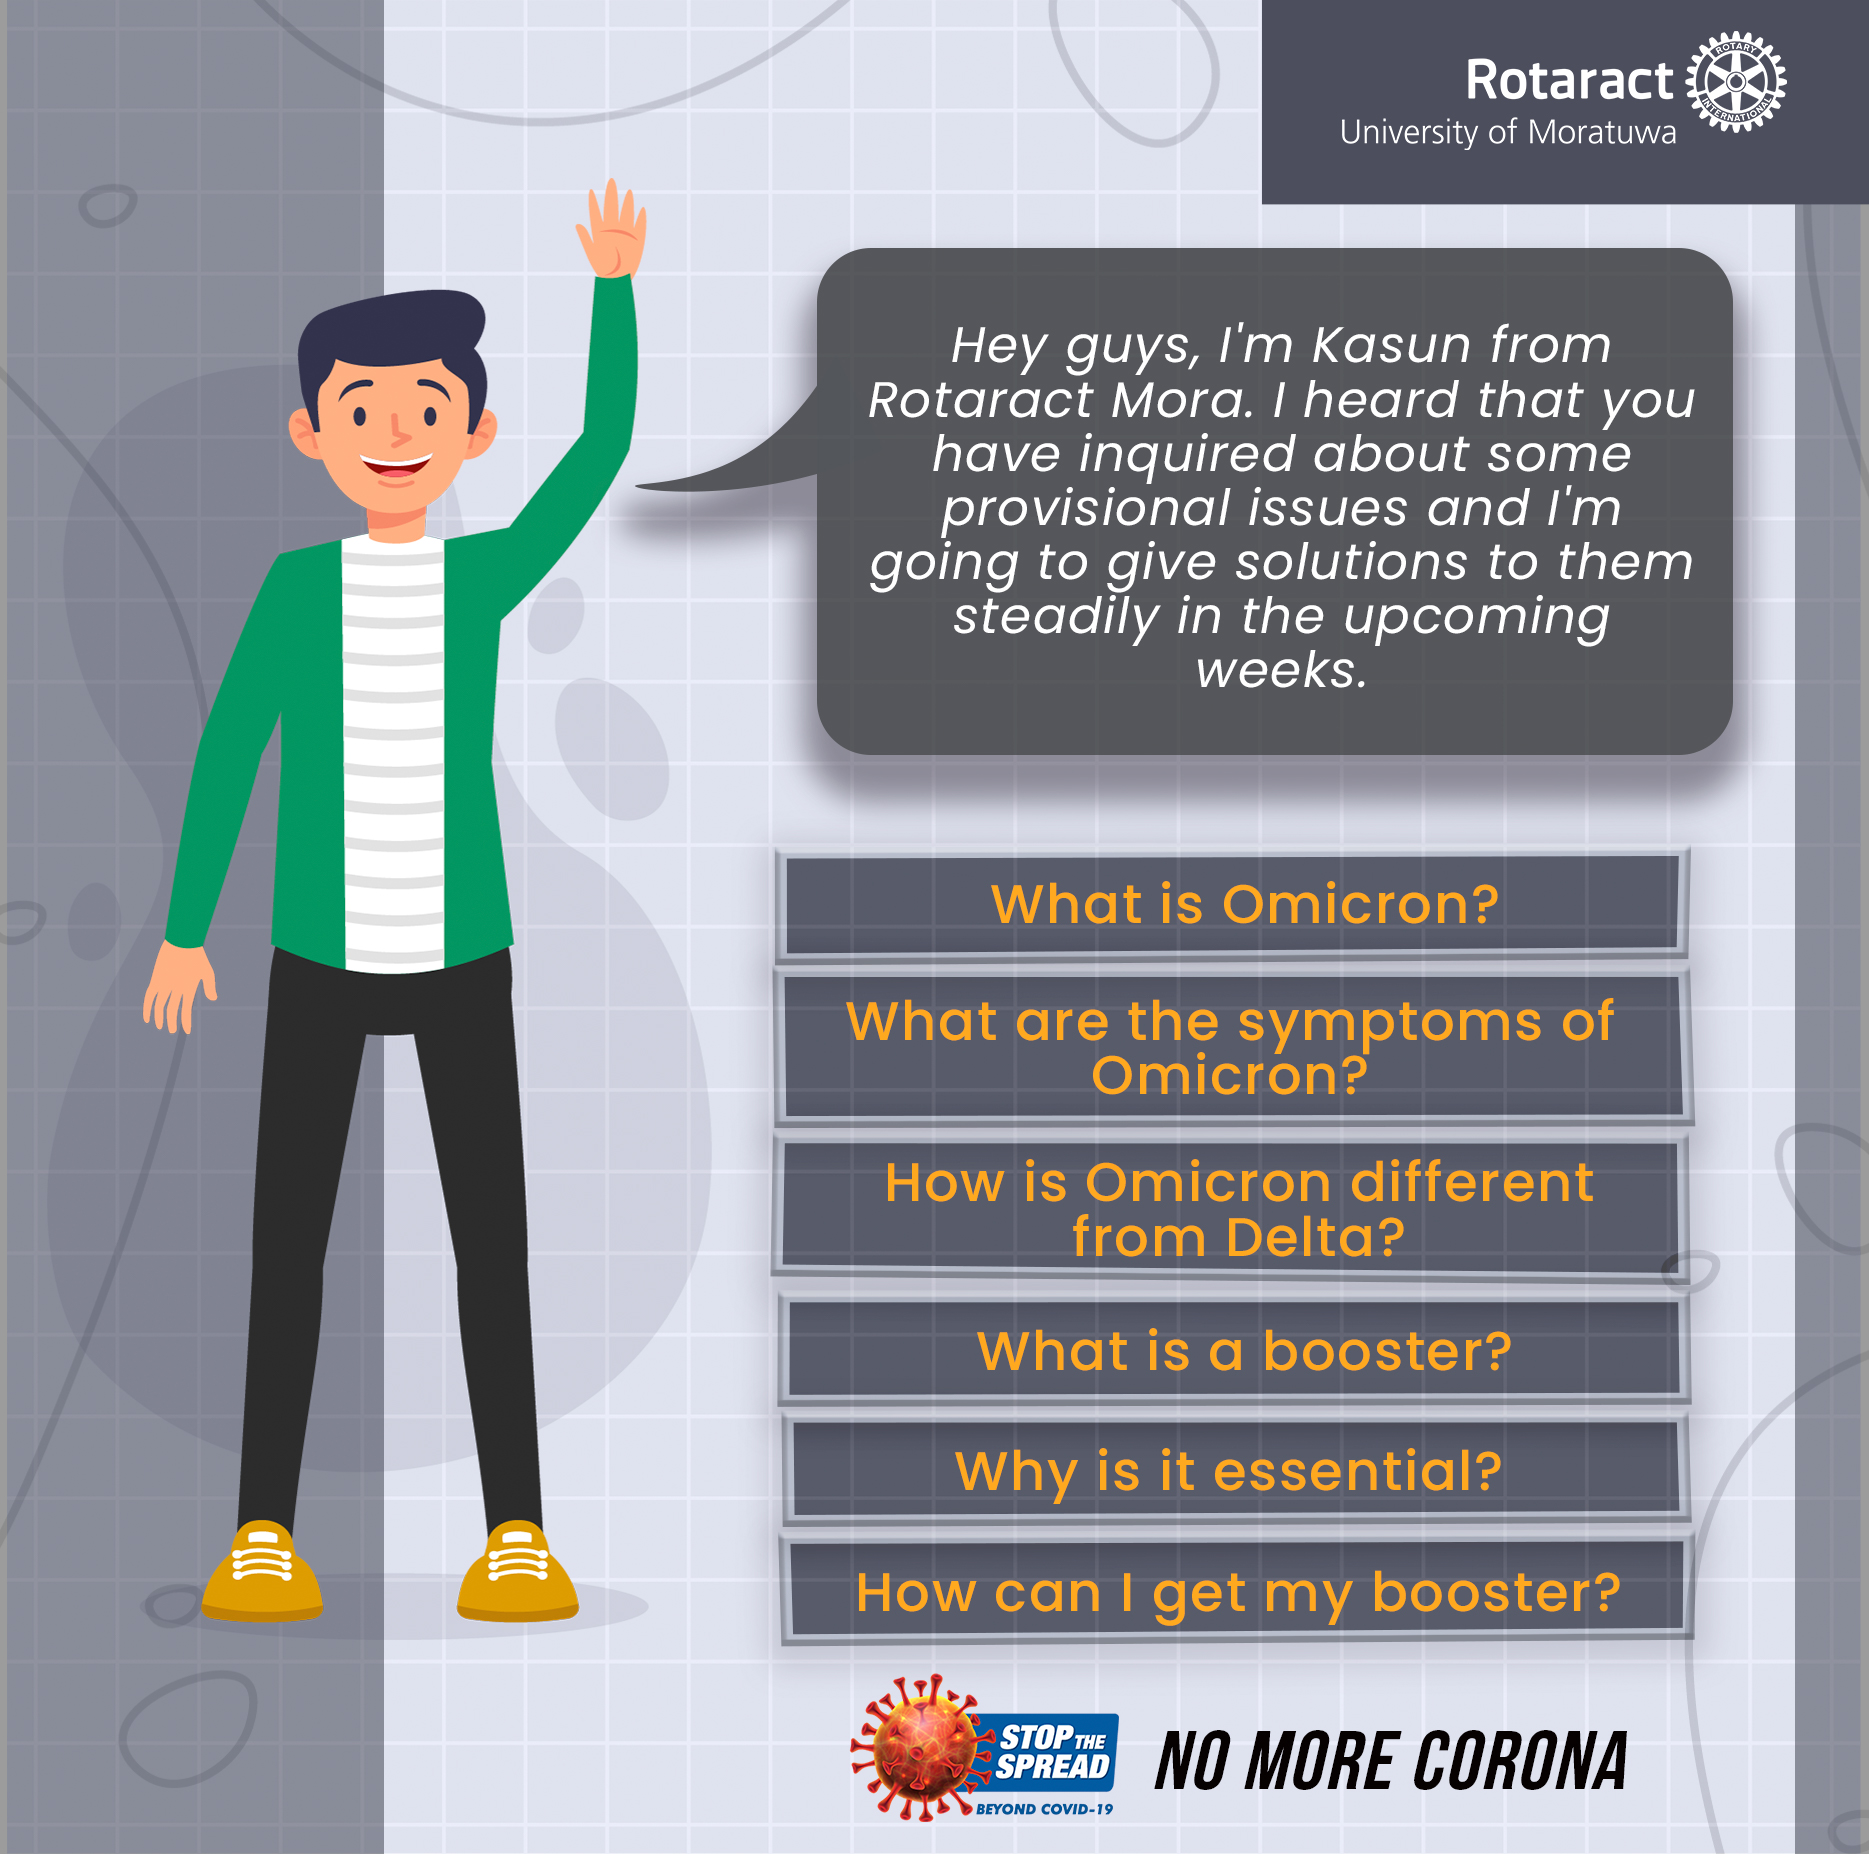 Rotaract
University of Moratuwa
ROTARY
INTERNATIONAL
Hey guys, I'm Kasun from
Rotaract Mora. I heard that you
have inquired about some
provisional issues and I'm
going to give solutions to them
steadily in the upcoming
weeks.
What is Omicron?
What are the symptoms of
Omicron?
How is Omicron different
from Delta?
What is a booster?
Why is it essential?
How can I get my booster?
STOP THE
SPREAD
BEYOND COVID-19
NO MORE CORONA